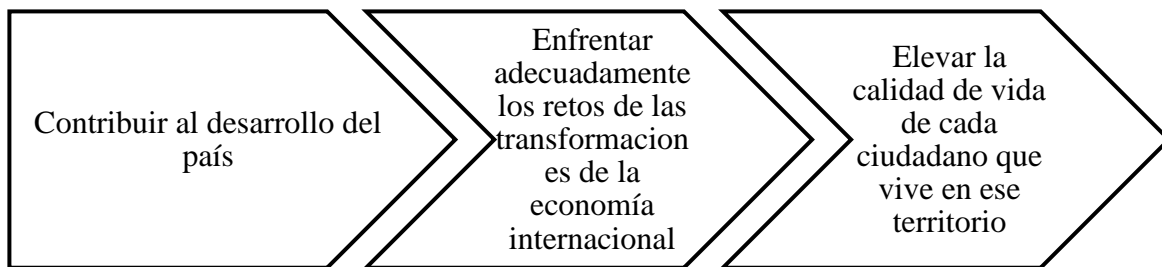 Contribuir al desarrollo del
país
Enfrentar
adecuadamente
los retos de las
transformacion
es de la
economía
internacional
Elevar la
calidad de vida
de cada
ciudadano que
vive en ese
territorio